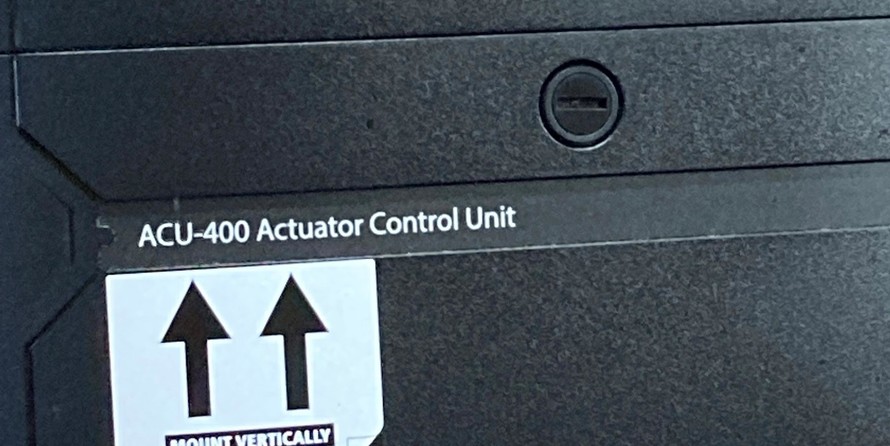 ACU-400 Actuator Control Unit
MOUNT VERTICALLY